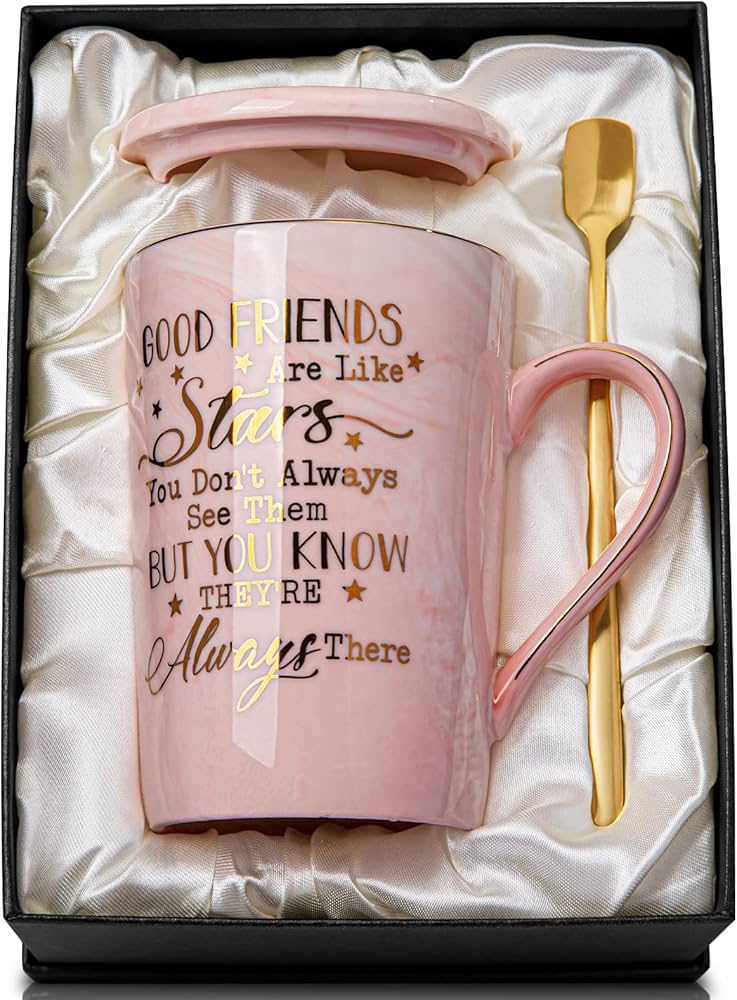 GOOD FRIENDS
Are Like
Stars
You Don't Always
See Them
BUT YOU KNOW
THEY'RE
Always There